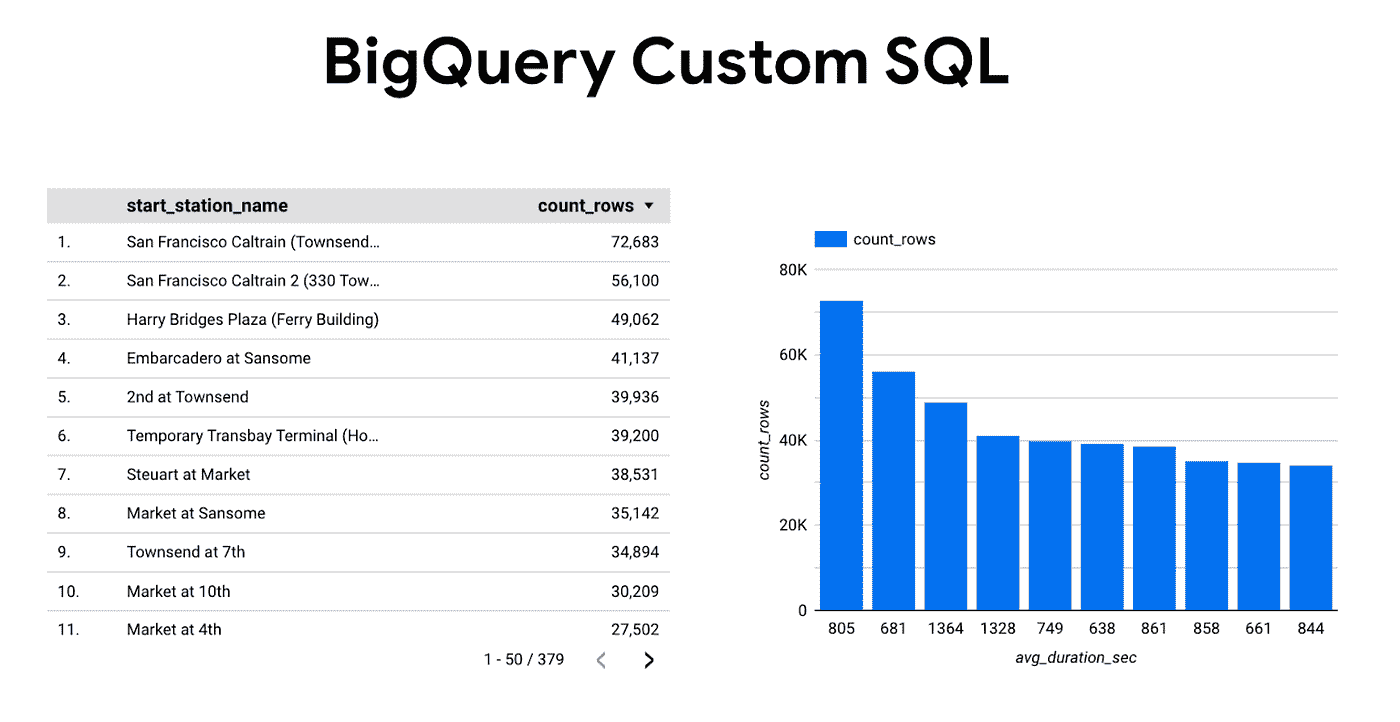 BigQuery Custom SQL
start_station_name count_rows
1. San Francisco Caltrain (Townsend... 72,683
2. San Francisco Caltrain 2 (330 Tow... 56,100
3. Harry Bridges Plaza (Ferry Building) 49,062
4. Embarcadero at Sansome 41,137
5. 2nd at Townsend 39,936
6. Temporary Transbay Terminal (Ho... 39,200
7. Steuart at Market 38,531
8. Market at Sansome 35,142
9. Townsend at 7th 34,894
10. Market at 10th 30,209
11. Market at 4th 27,502
1 - 50 / 379
count_rows
80K
60K
40K
20K
0
count_rows
805 681 1364 1328 749 638 861 858 661 844
avg_duration_sec